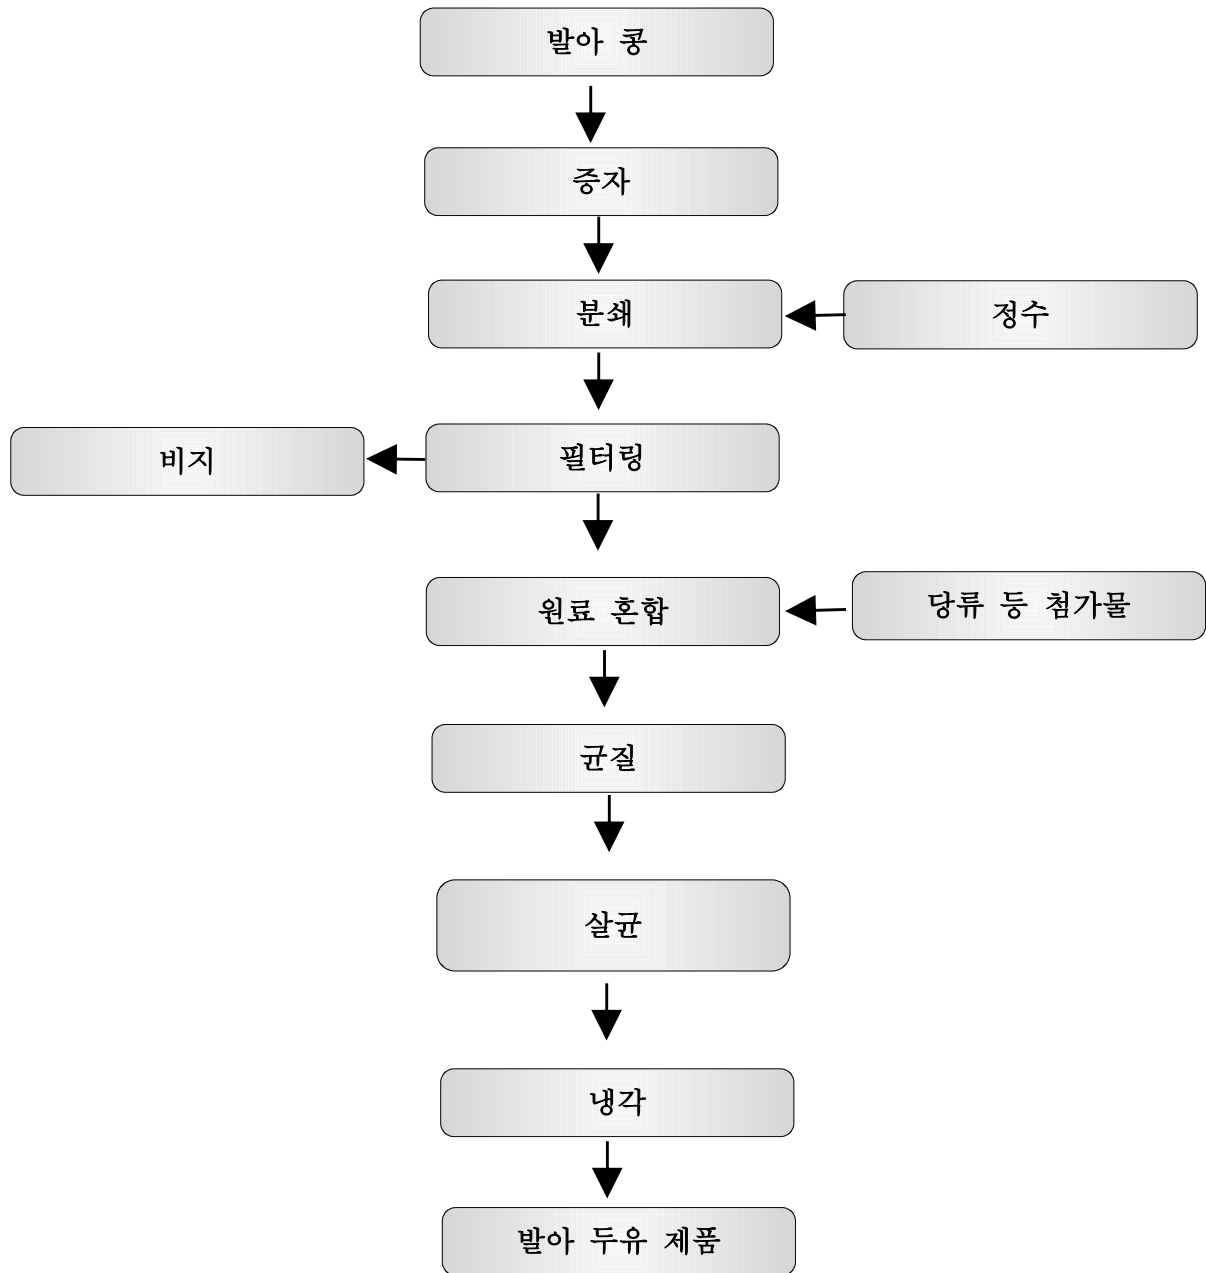 발아 콩
증자
분쇄
정수
비지
필터링
원료 혼합
당류 등 첨가물
균질
살균
냉각
발아 두유 제품